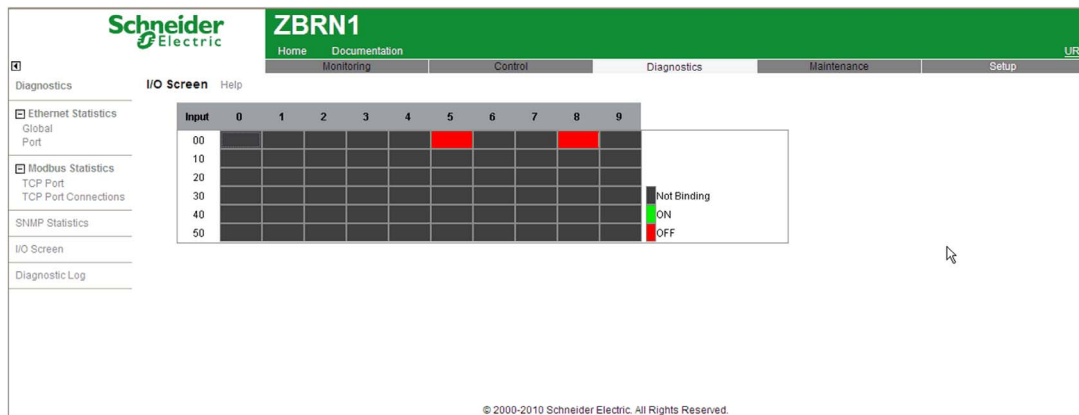 Schneider Electric
ZBRN1
Home Documentation
UR
Monitoring Control Diagnostics Maintenance Setup
Diagnostics
Ethernet Statistics
Global
Port
Modbus Statistics
TCP Port
TCP Port Connections
SNMP Statistics
I/O Screen
Diagnostic Log
I/O Screen Help
Input 0 1 2 3 4 5 6 7 8 9
00
10
20
30
40
50
Not Binding
ON
OFF
© 2000-2010 Schneider Electric. All Rights Reserved.